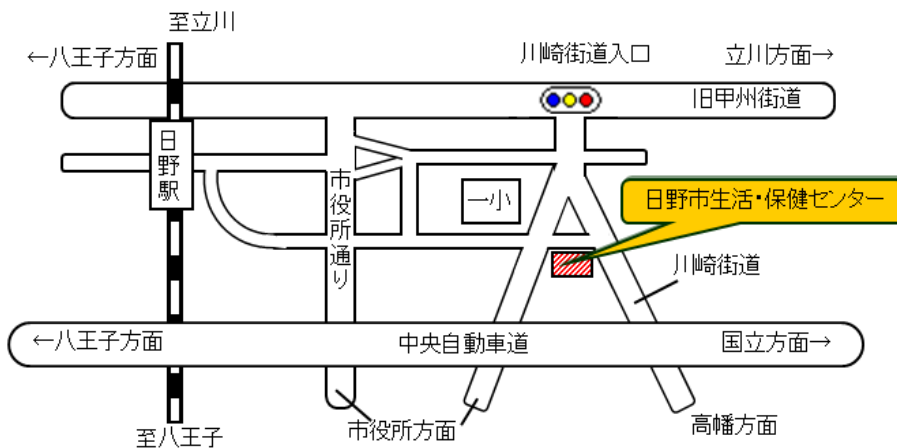 至立川
←八王子方面
川崎街道入口
立川方面→
旧甲州街道
日野駅
市役所通り
一小
日野市生活・保健センター
川崎街道
←八王子方面
中央自動車道
国立方面→
至八王子
市役所方面
高幡方面